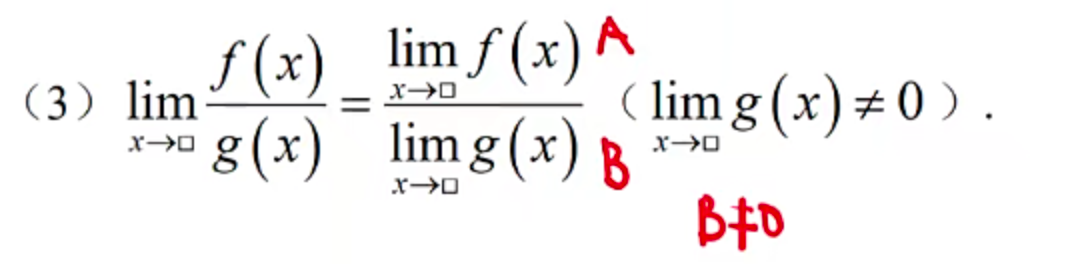 （3） lim_{x→□} f(x)/g(x) = lim_{x→□} f(x) / lim_{x→□} g(x) （ lim_{x→□} g(x) ≠ 0 ）.
A
B
B≠0